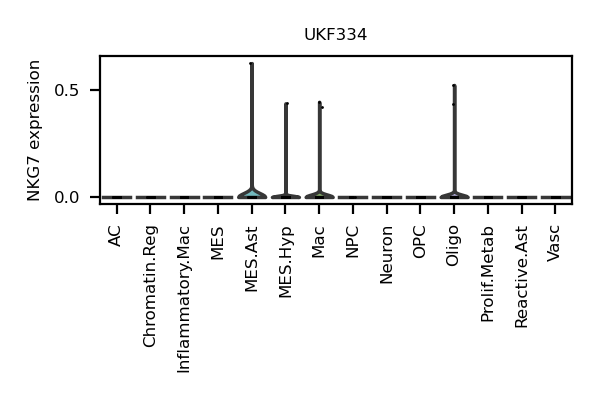 UKF334
NKG7 expression
0.5
0.0
AC
Chromatin.Reg
Inflammatory.Mac
MES
MES.Ast
MES.Hyp
Mac
NPC
Neuron
OPC
Oligo
Prolif.Metab
Reactive.Ast
Vasc